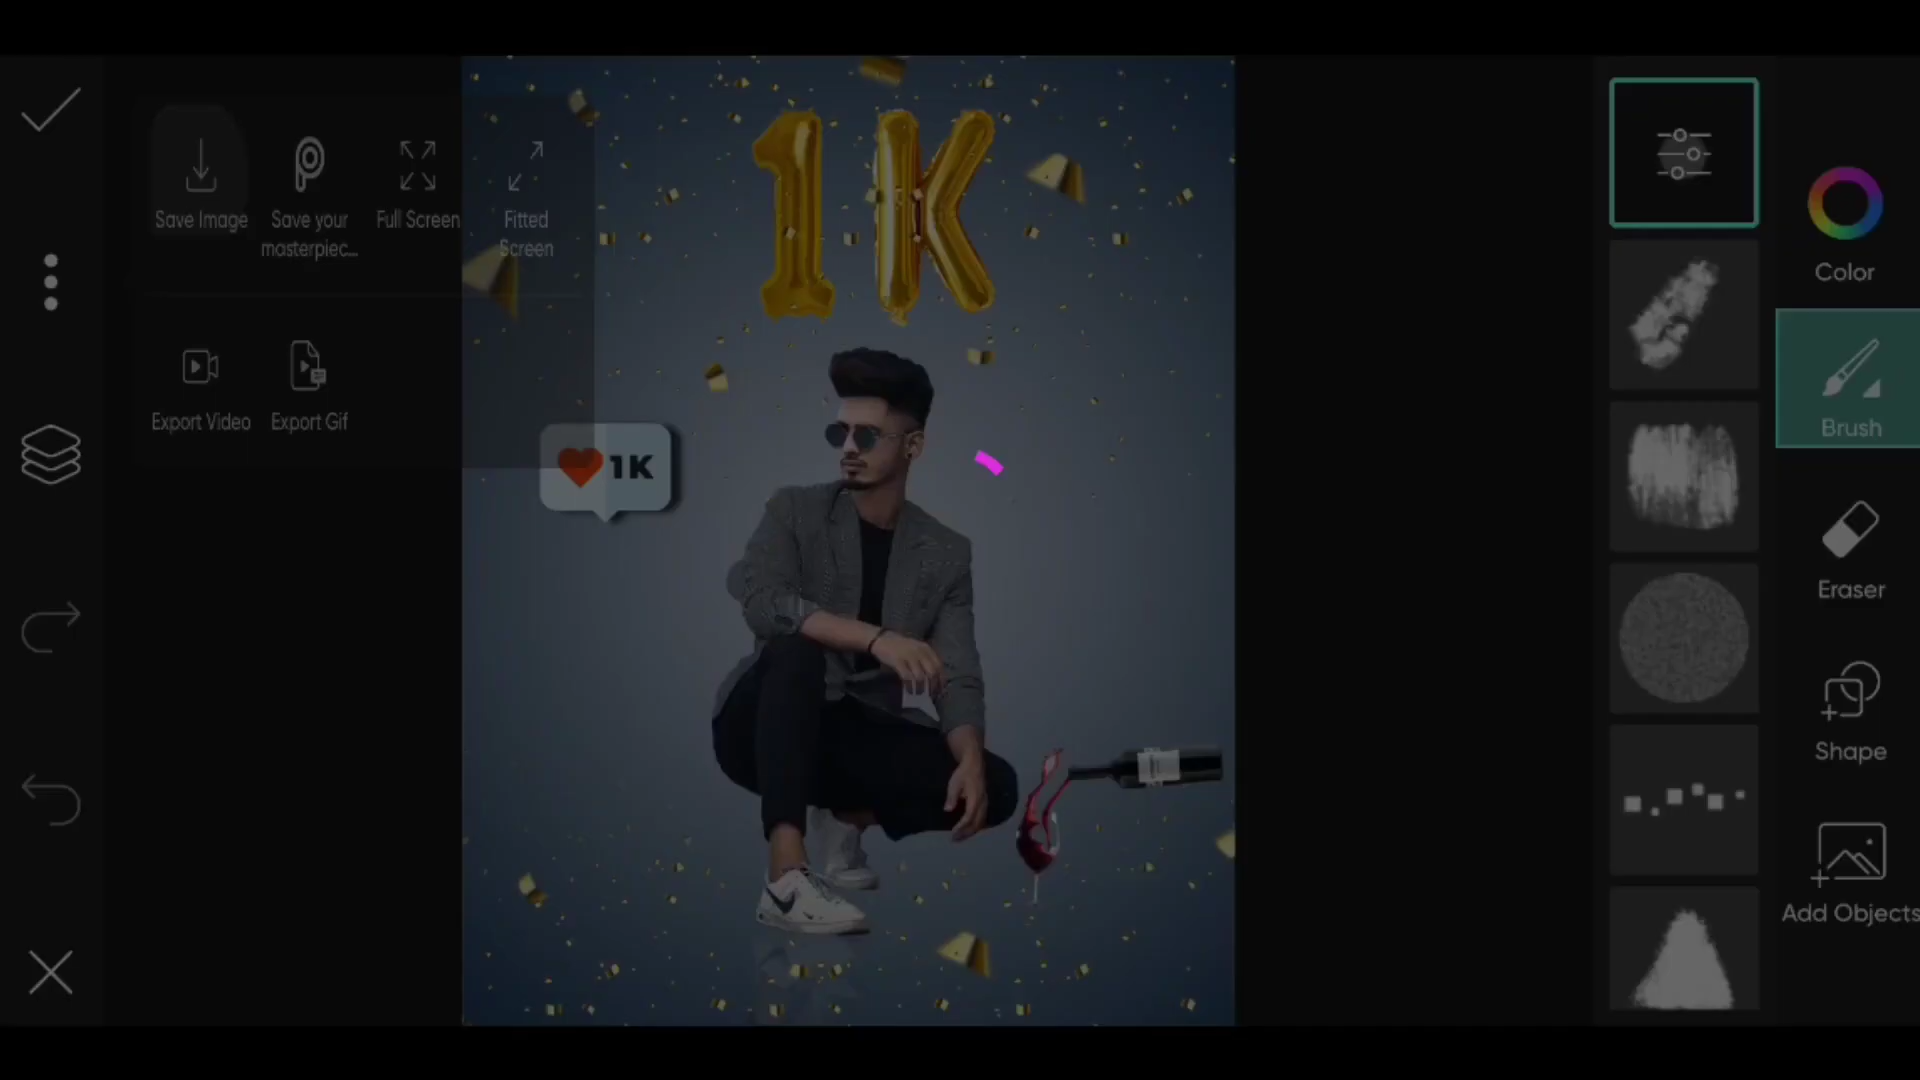 1K
Save Image
Save your
masterpiec...
Full Screen
Fitted
Screen
Export Video
Export Gif
1K
Color
Brush
Eraser
Shape
Add Objects